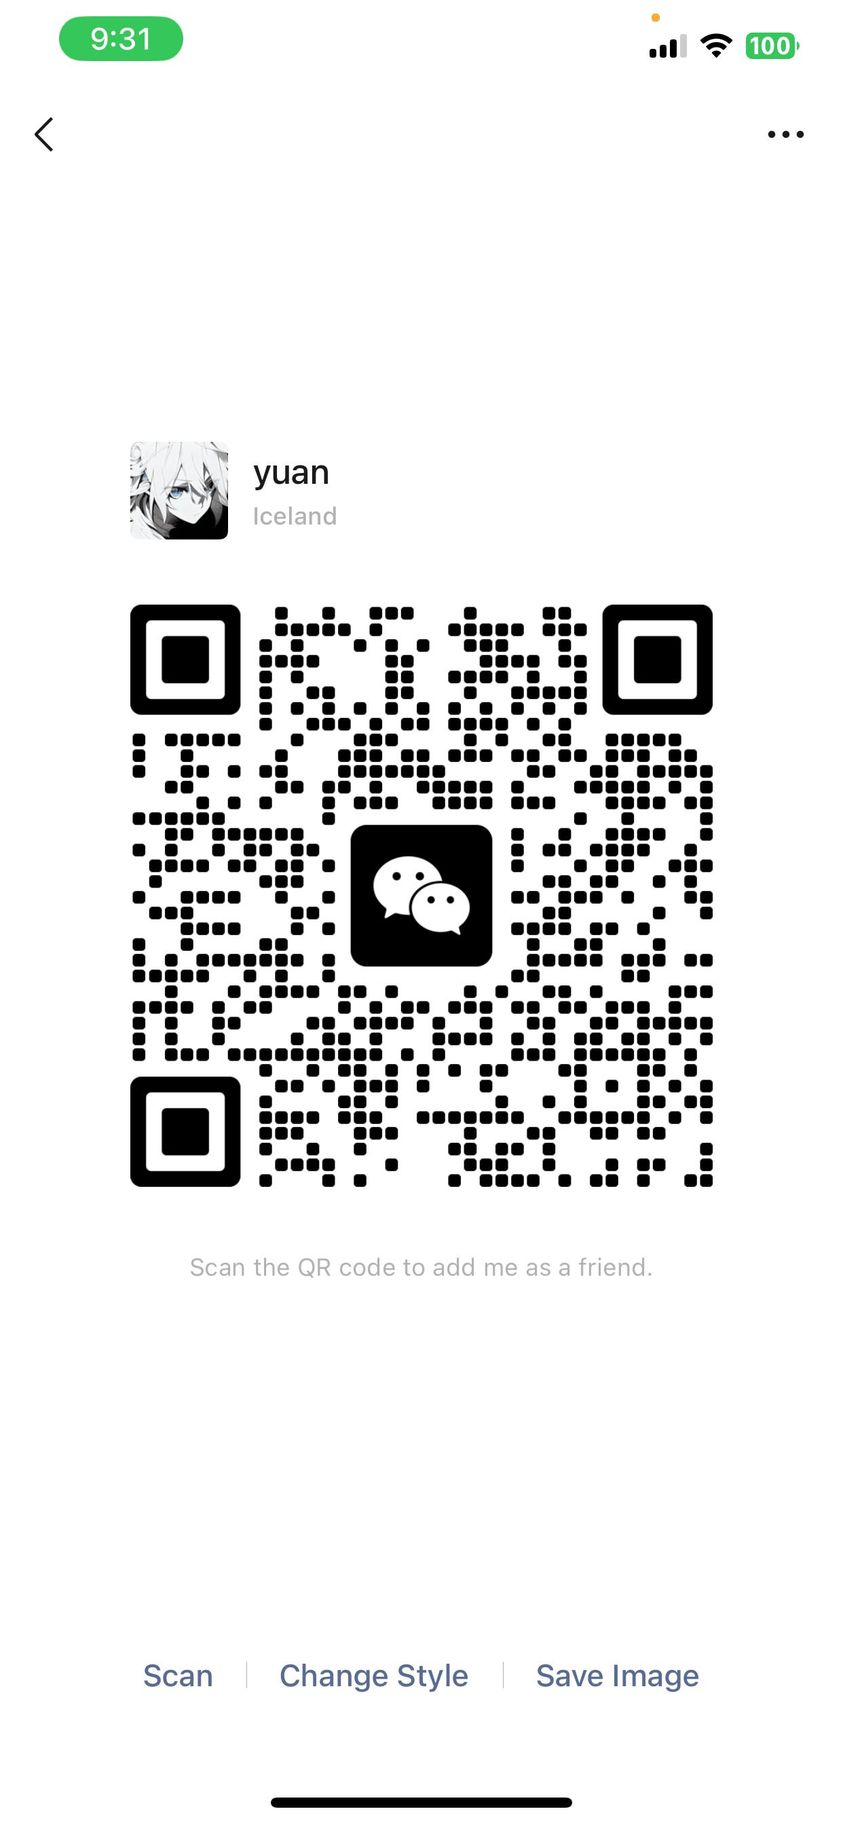 9:31
100
yuan
Iceland
Scan the QR code to add me as a friend.
Scan
Change Style
Save Image